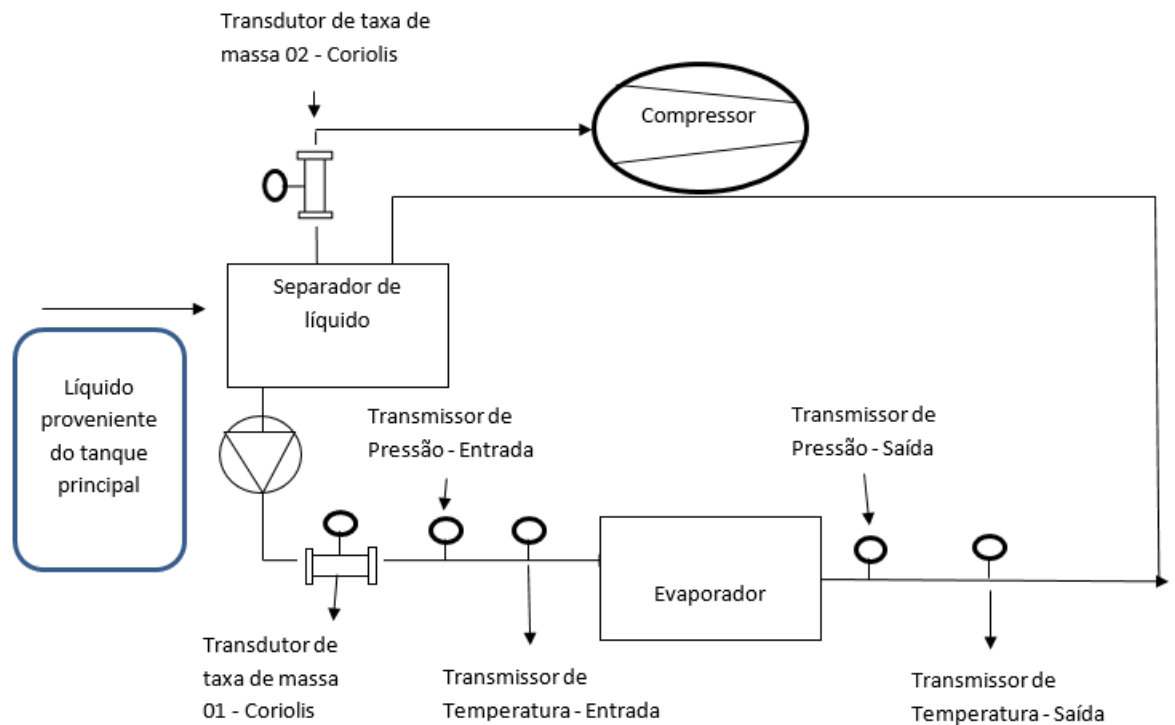 Transdutor de taxa de
massa 02 - Coriolis
Compressor
Separador de
líquido
Líquido
proveniente
do tanque
principal
Transmissor de
Pressão - Entrada
Transmissor de
Pressão - Saída
Evaporador
Transdutor de
taxa de massa
01 - Coriolis
Transmissor de
Temperatura - Entrada
Transmissor de
Temperatura - Saída